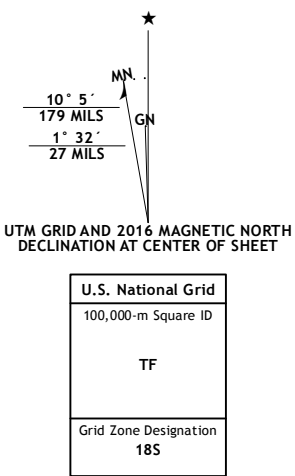 MN
10° 5´
179 MILS
GN
1° 32´
27 MILS
UTM GRID AND 2016 MAGNETIC NORTH
DECLINATION AT CENTER OF SHEET
U.S. National Grid
100,000-m Square ID
TF
Grid Zone Designation
18S